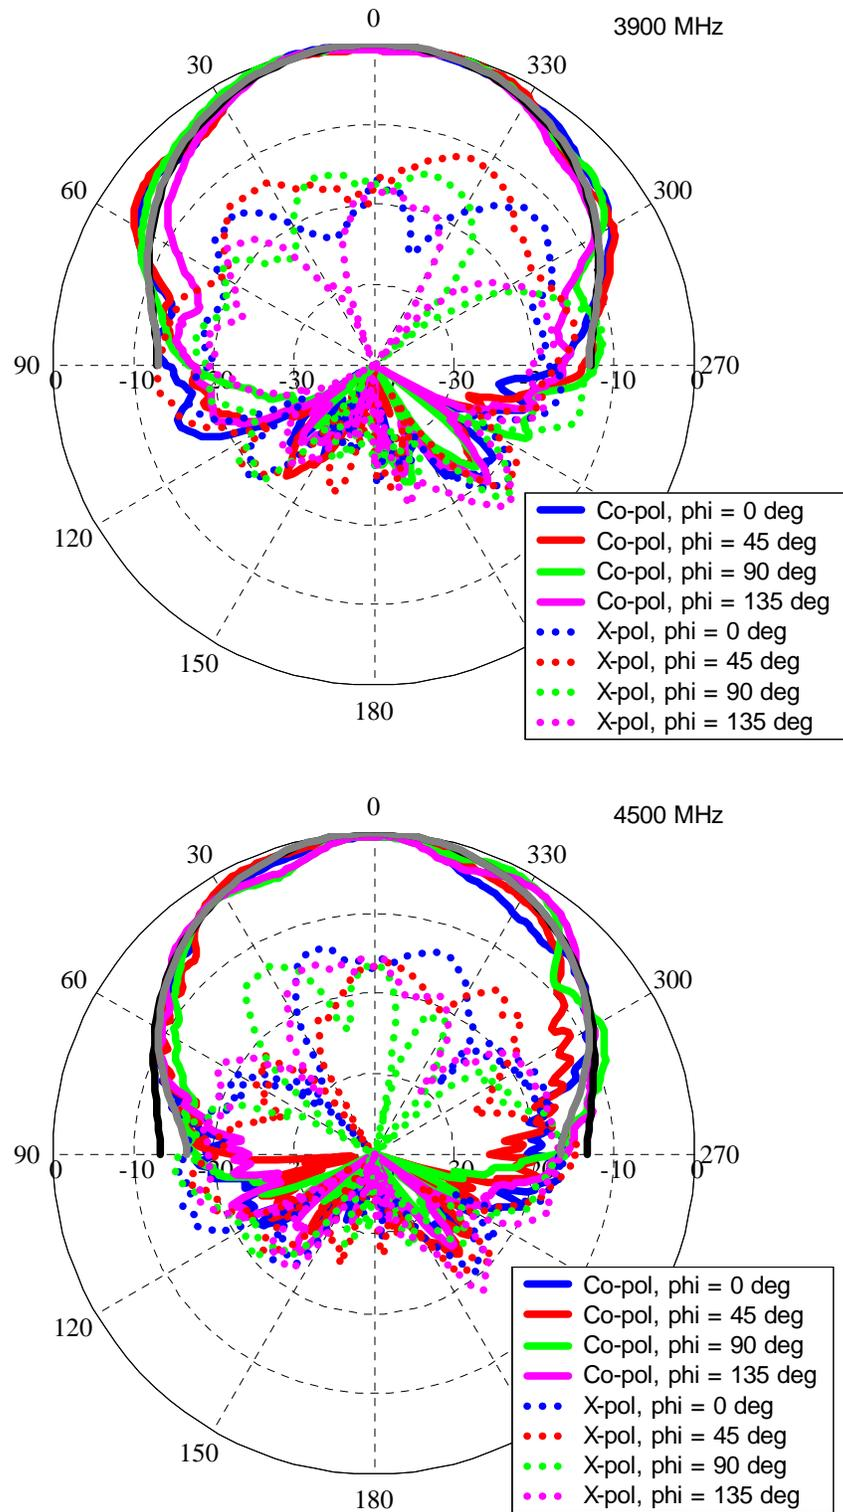 0
3900 MHz
30
330
60
300
90
270
0
-10
-20
-30
-30
-10
0
120
150
180
Co-pol, phi = 0 deg
Co-pol, phi = 45 deg
Co-pol, phi = 90 deg
Co-pol, phi = 135 deg
X-pol, phi = 0 deg
X-pol, phi = 45 deg
X-pol, phi = 90 deg
X-pol, phi = 135 deg
0
4500 MHz
30
330
60
300
90
270
0
-10
-20
-10
0
120
150
180
Co-pol, phi = 0 deg
Co-pol, phi = 45 deg
Co-pol, phi = 90 deg
Co-pol, phi = 135 deg
X-pol, phi = 0 deg
X-pol, phi = 45 deg
X-pol, phi = 90 deg
X-pol, phi = 135 deg